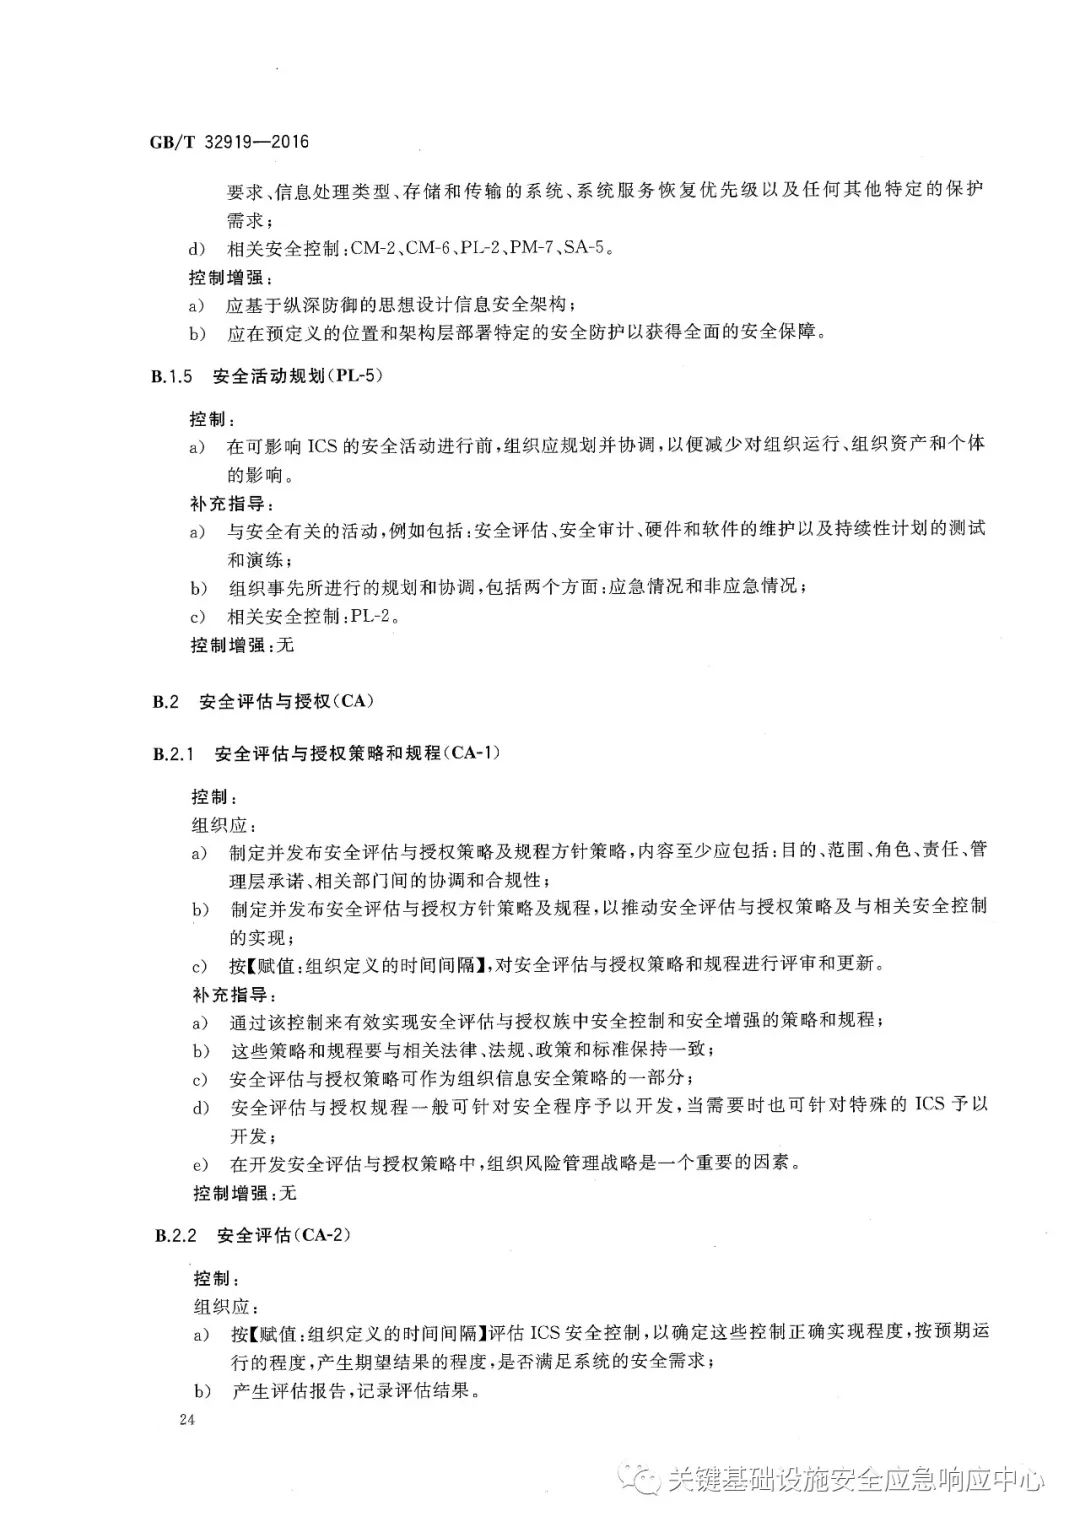 GB/T 32919—2016
要求、信息处理类型、存储和传输的系统、系统服务恢复优先级以及任何其他特定的保护
需求；
d) 相关安全控制：CM-2、CM-6、PL-2、PM-7、SA-5。
控制增强：
a) 应基于纵深防御的思想设计信息安全架构；
b) 应在预定义的位置和架构层部署特定的安全防护以获得全面的安全保障。
B.1.5 安全活动规划(PL-5)
控制：
a) 在可影响 ICS 的安全活动进行前，组织应规划并协调，以便减少对组织运行、组织资产和个体
的影响。
补充指导：
a) 与安全有关的活动，例如包括：安全评估、安全审计、硬件和软件的维护以及持续性计划的测试
和演练；
b) 组织事先所进行的规划和协调，包括两个方面：应急情况和非应急情况；
c) 相关安全控制：PL-2。
控制增强：无
B.2 安全评估与授权(CA)
B.2.1 安全评估与授权策略和规程(CA-1)
控制：
组织应：
a) 制定并发布安全评估与授权策略及规程方针策略，内容至少应包括：目的、范围、角色、责任、管
理层承诺、相关部门间的协调和合规性；
b) 制定并发布安全评估与授权方针策略及规程，以推动安全评估与授权策略及与相关安全控制
的实现；
c) 按【赋值：组织定义的时间间隔】，对安全评估与授权策略和规程进行评审和更新。
补充指导：
a) 通过该控制来有效实现安全评估与授权族中安全控制和安全增强的策略和规程；
b) 这些策略和规程要与相关法律、法规、政策和标准保持一致；
c) 安全评估与授权策略可作为组织信息安全策略的一部分；
d) 安全评估与授权规程一般可针对安全程序予以开发，当需要时也可针对特殊的 ICS 予以
开发；
e) 在开发安全评估与授权策略中，组织风险管理战略是一个重要的因素。
控制增强：无
B.2.2 安全评估(CA-2)
控制：
组织应：
a) 按【赋值：组织定义的时间间隔】评估 ICS 安全控制，以确定这些控制正确实现程度，按预期运
行的程度，产生期望结果的程度，是否满足系统的安全需求；
b) 产生评估报告，记录评估结果。
24
关键基础设施安全应急响应中心